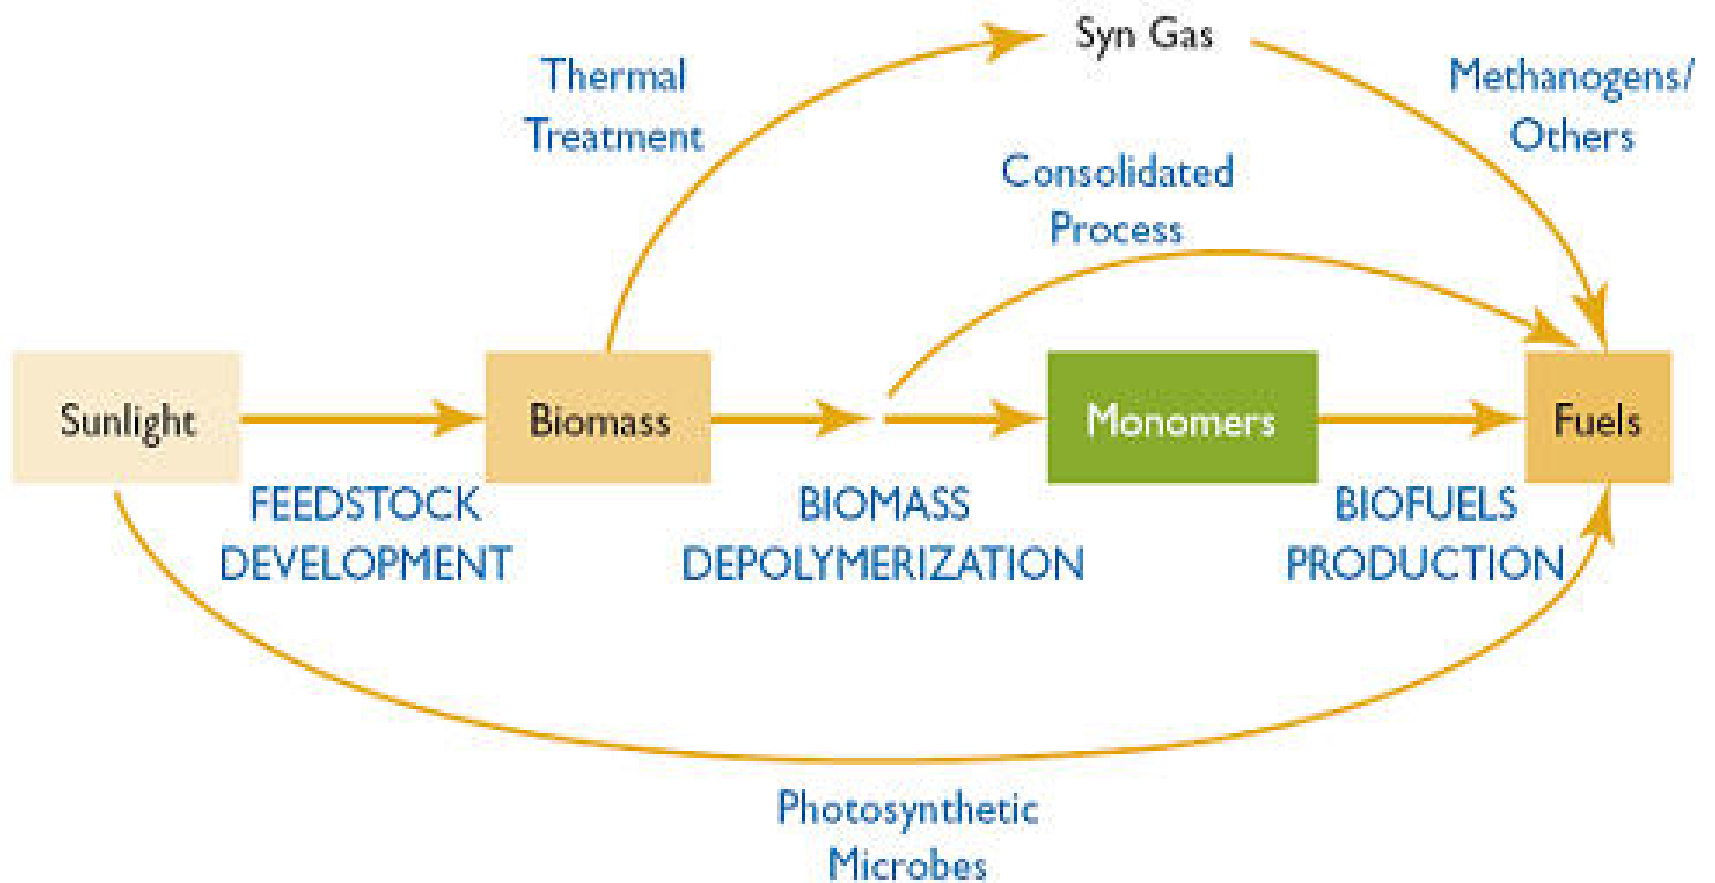 Syn Gas
Thermal
Treatment
Methanogens/
Others
Consolidated
Process
Sunlight
Biomass
Monomers
Fuels
FEEDSTOCK
DEVELOPMENT
BIOMASS
DEPOLYMERIZATION
BIOFUELS
PRODUCTION
Photosynthetic
Microbes